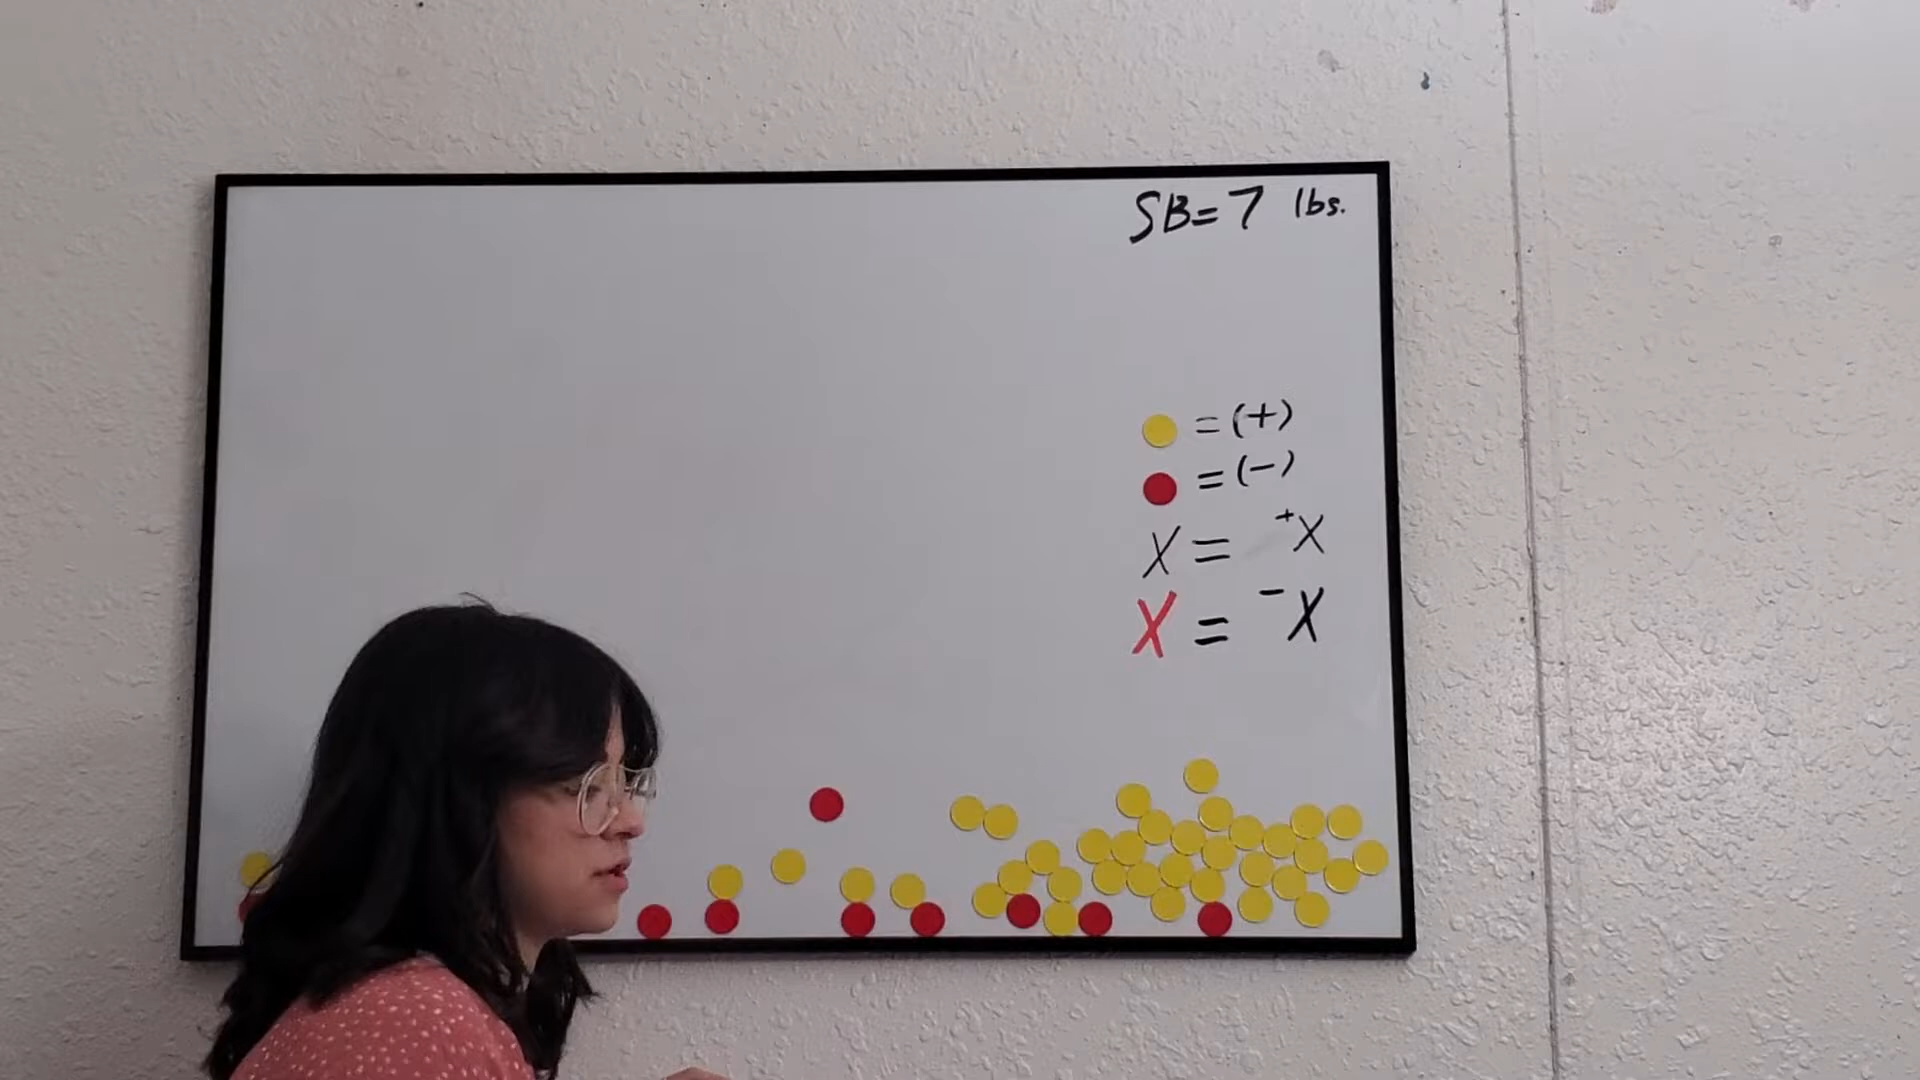 SB=7 lbs.
=(+)
=(-)
X = +X
X = -X